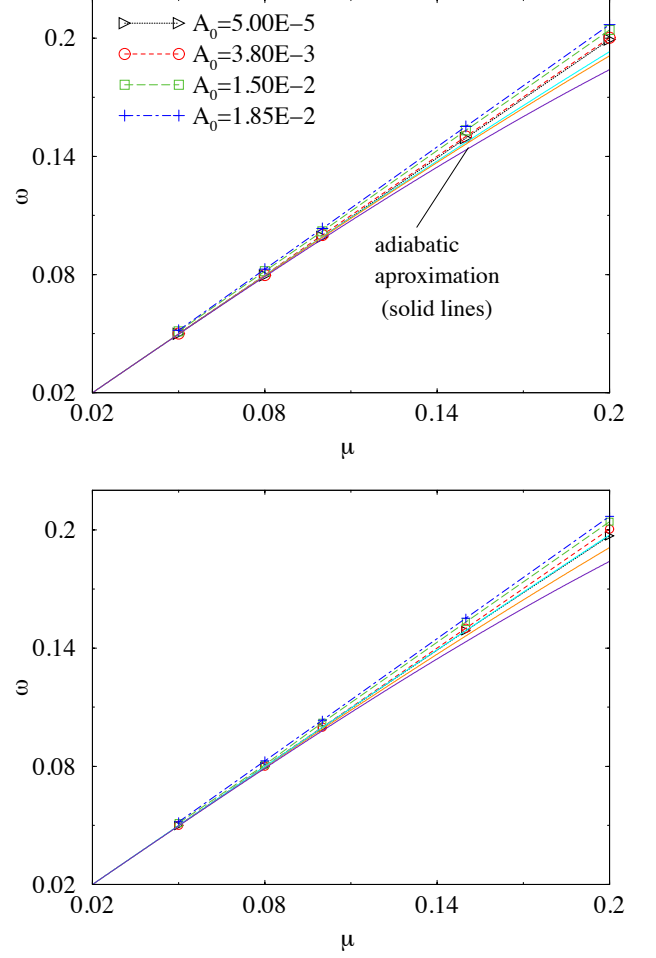 A₀=5.00E−5
A₀=3.80E−3
A₀=1.50E−2
A₀=1.85E−2
0.2
0.14
0.08
0.02
ω
adiabatic
aproximation
(solid lines)
0.02 0.08 0.14 0.2
μ
0.2
0.14
0.08
0.02
ω
0.02 0.08 0.14 0.2
μ